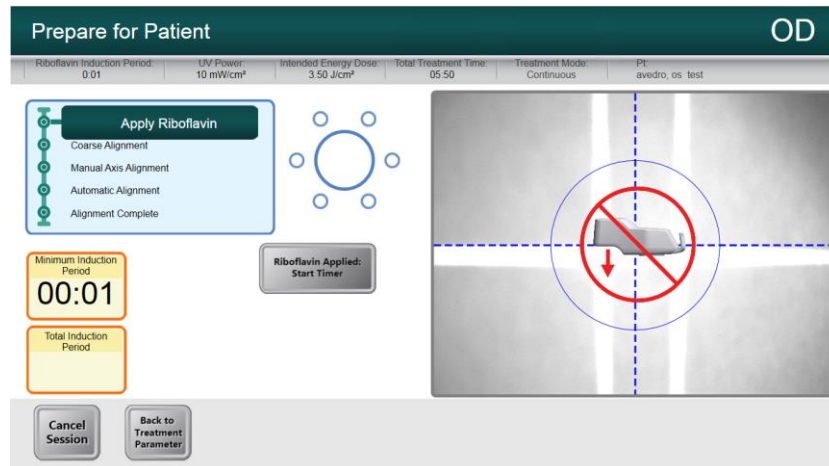 Prepare for Patient
OD
Riboflavin Induction Period:
0:01
UV Power:
10 mW/cm²
Intended Energy Dose:
3.50 J/cm²
Total Treatment Time:
05:50
Treatment Mode:
Continuous
Pt:
avedro, os test
Apply Riboflavin
Coarse Alignment
Manual Axis Alignment
Automatic Alignment
Alignment Complete
Riboflavin Applied:
Start Timer
Minimum Induction
Period
00:01
Total Induction
Period
Cancel
Session
Back to
Treatment
Parameter